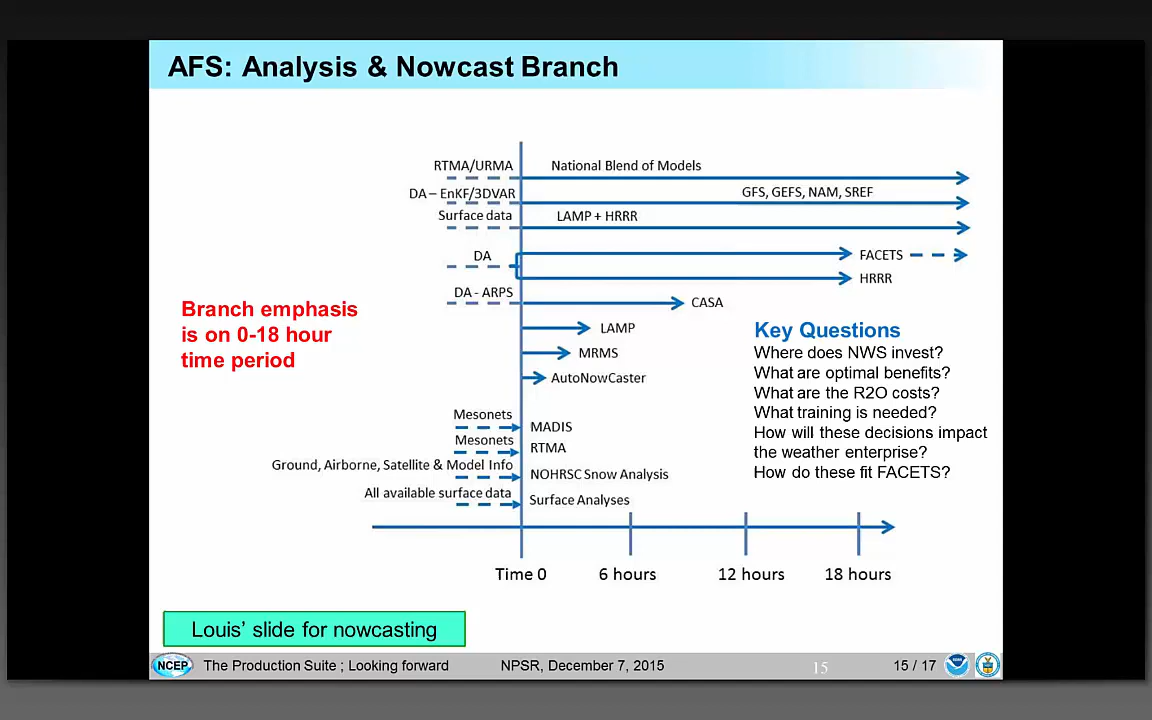 AFS: Analysis & Nowcast Branch
RTMA/URMA
National Blend of Models
DA – EnKF/3DVAR
GFS, GEFS, NAM, SREF
Surface data
LAMP + HRRR
DA
FACETS
HRRR
DA - ARPS
CASA
LAMP
MRMS
AutoNowCaster
Branch emphasis
is on 0-18 hour
time period
Key Questions
Where does NWS invest?
What are optimal benefits?
What are the R2O costs?
What training is needed?
How will these decisions impact
the weather enterprise?
How do these fit FACETS?
Mesonets
MADIS
Mesonets
RTMA
Ground, Airborne, Satellite & Model Info
NOHRSC Snow Analysis
All available surface data
Surface Analyses
Time 0
6 hours
12 hours
18 hours
Louis’ slide for nowcasting
NCEP
The Production Suite ; Looking forward
NPSR, December 7, 2015
15
15 / 17